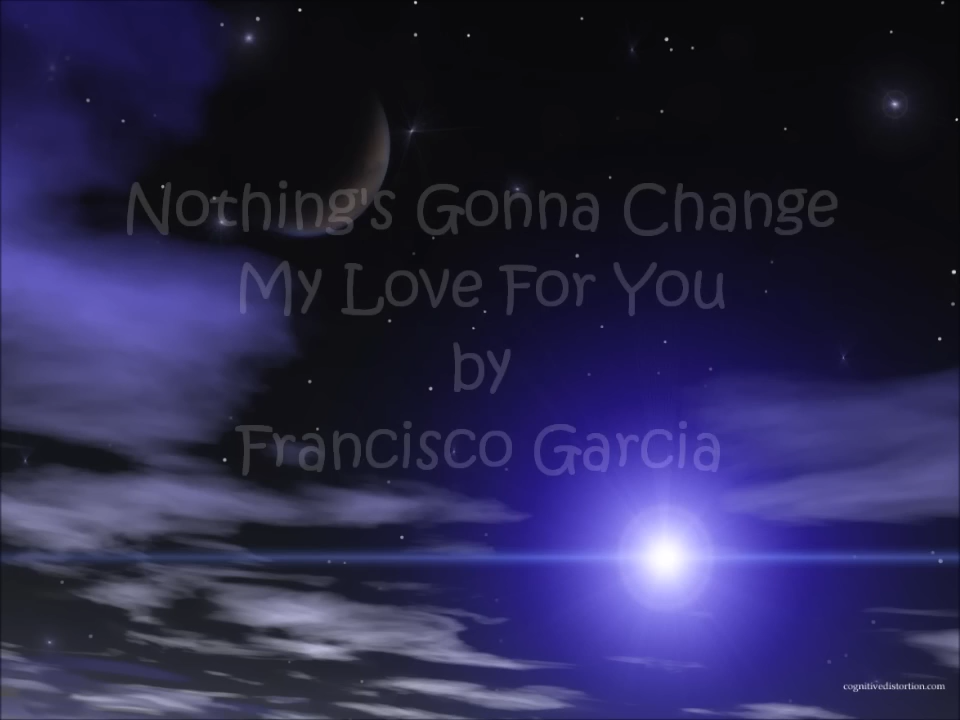 Nothing's Gonna Change
My Love For You
by
Francisco Garcia
cognitivedistortion.com